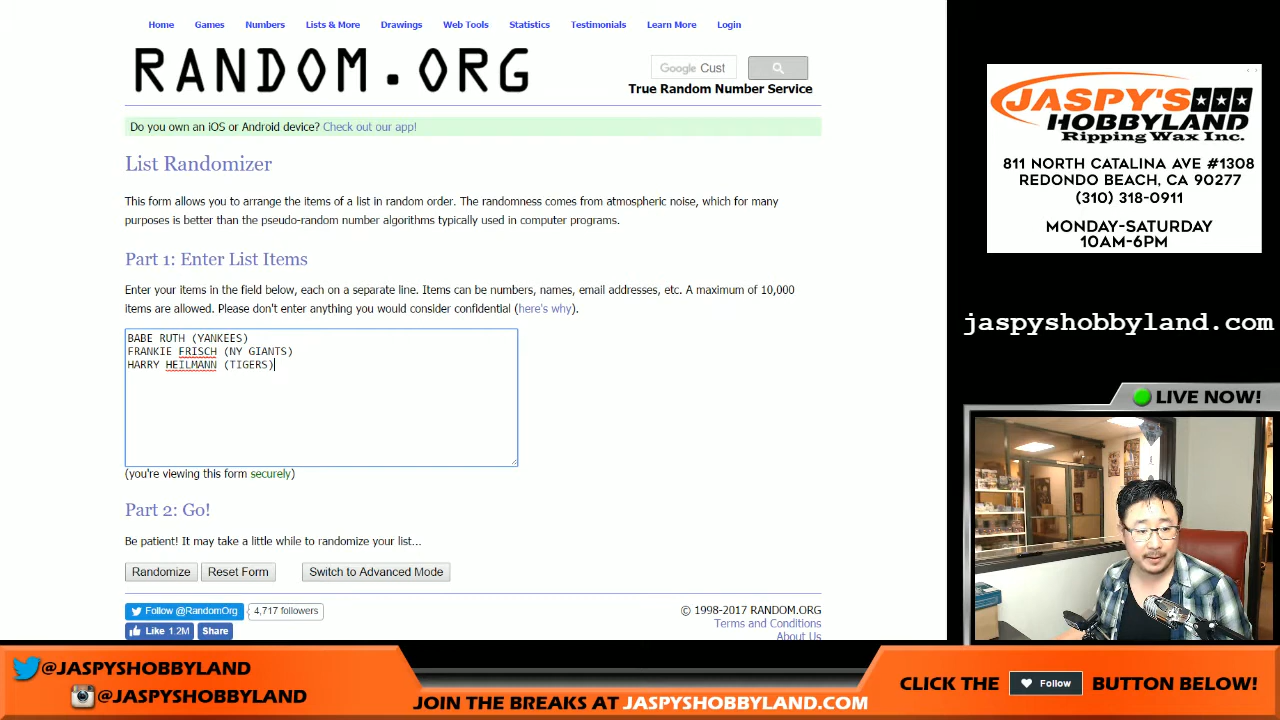 Home Games Numbers Lists & More Drawings Web Tools Statistics Testimonials Learn More Login
RANDOM.ORG
Google Cust
True Random Number Service
Do you own an iOS or Android device? Check out our app!
List Randomizer
This form allows you to arrange the items of a list in random order. The randomness comes from atmospheric noise, which for many
purposes is better than the pseudo-random number algorithms typically used in computer programs.
Part 1: Enter List Items
Enter your items in the field below, each on a separate line. Items can be numbers, names, email addresses, etc. A maximum of 10,000
items are allowed. Please don't enter anything you would consider confidential (here's why).
BABE RUTH (YANKEES)
FRANKIE FRISCH (NY GIANTS)
HARRY HEILMANN (TIGERS)
(you're viewing this form securely)
Part 2: Go!
Be patient! It may take a little while to randomize your list...
Randomize Reset Form Switch to Advanced Mode
Follow @RandomOrg 4,717 followers
Like 1.2M Share
© 1998-2017 RANDOM.ORG
Terms and Conditions
About Us
JASPY'S
HOBBYLAND
Ripping Wax Inc.
811 NORTH CATALINA AVE #1308
REDONDO BEACH, CA 90277
(310) 318-0911
MONDAY-SATURDAY
10AM-6PM
jaspyshobbyland.com
LIVE NOW!
@JASPYSHOBBYLAND
@JASPYSHOBBYLAND
JOIN THE BREAKS AT JASPYSHOBBYLAND.COM
CLICK THE Follow BUTTON BELOW!